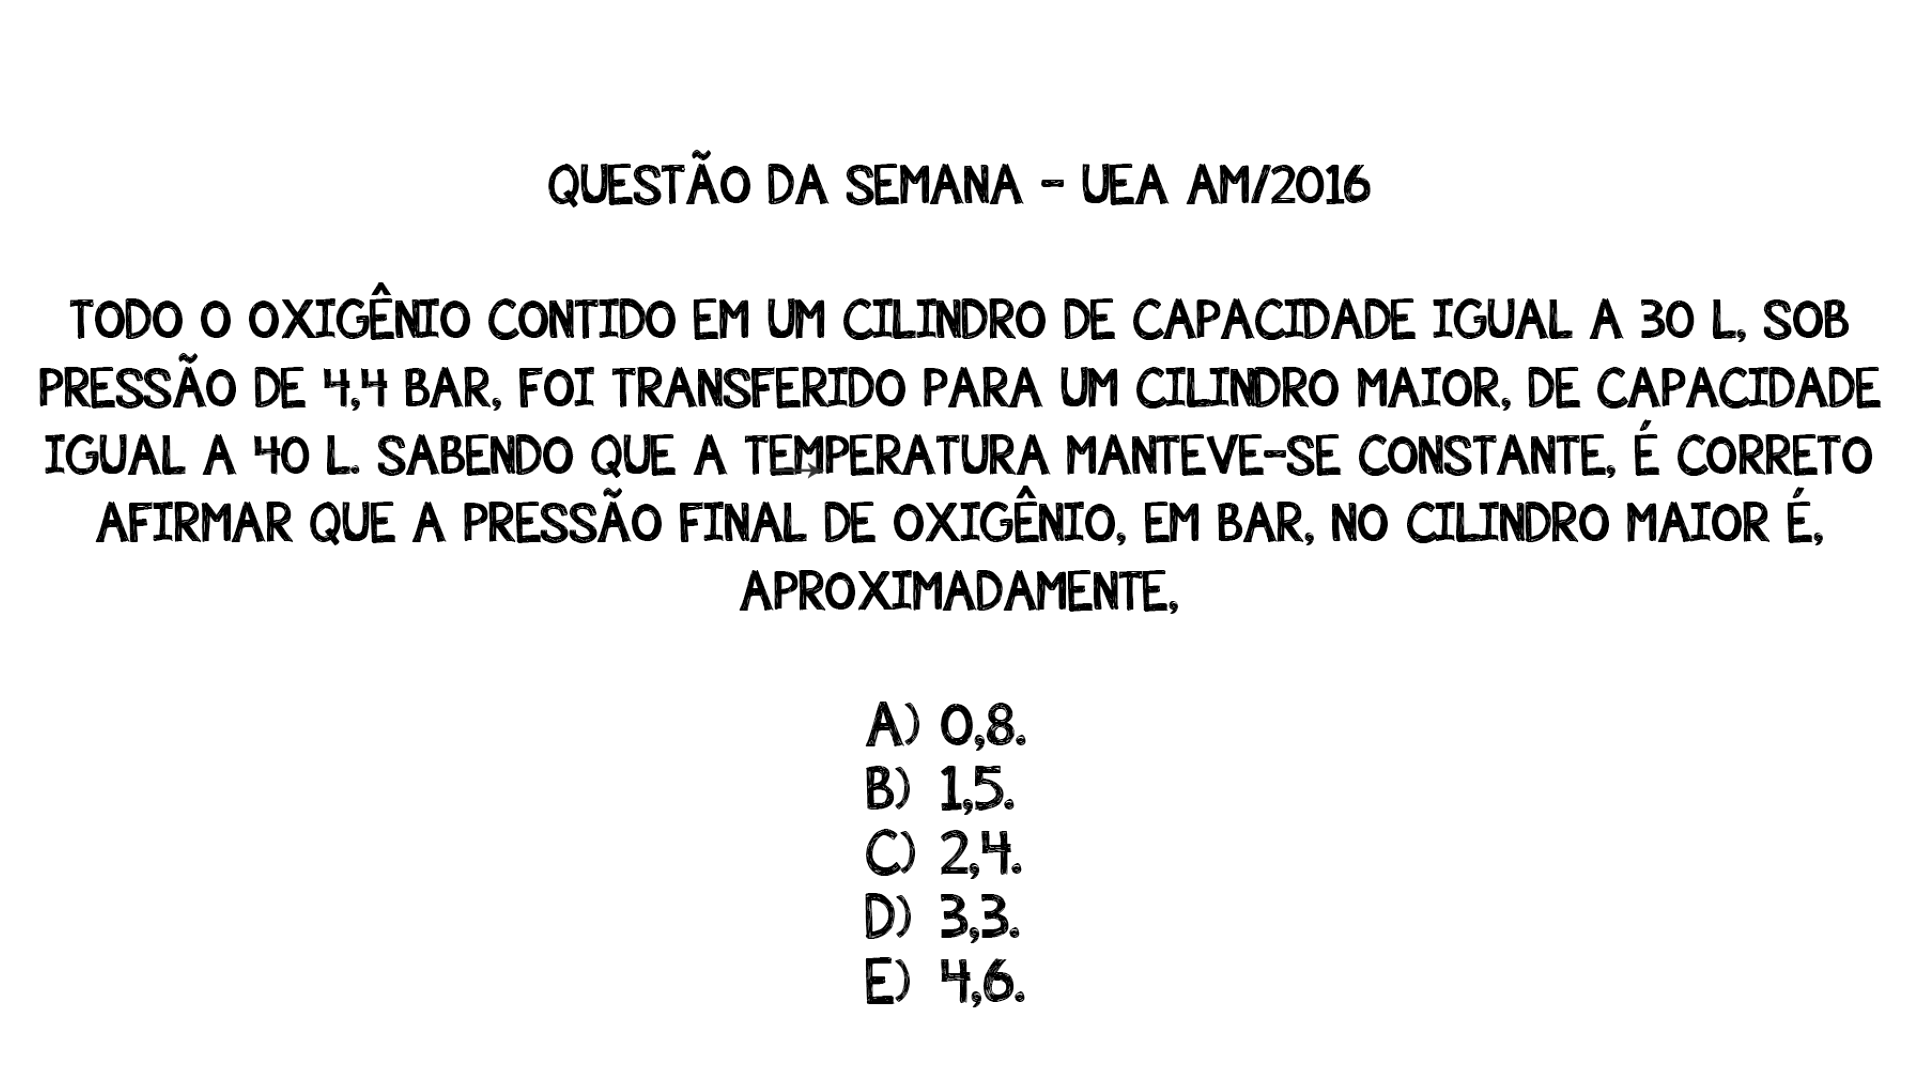 QUESTÃO DA SEMANA - UEA AM/2016
TODO O OXIGÊNIO CONTIDO EM UM CILINDRO DE CAPACIDADE IGUAL A 30 L, SOB
PRESSÃO DE 4,4 BAR, FOI TRANSFERIDO PARA UM CILINDRO MAIOR, DE CAPACIDADE
IGUAL A 40 L. SABENDO QUE A TEMPERATURA MANTEVE-SE CONSTANTE, É CORRETO
AFIRMAR QUE A PRESSÃO FINAL DE OXIGÊNIO, EM BAR, NO CILINDRO MAIOR É,
APROXIMADAMENTE,
A) 0,8.
B) 1,5.
C) 2,4.
D) 3,3.
E) 4,6.